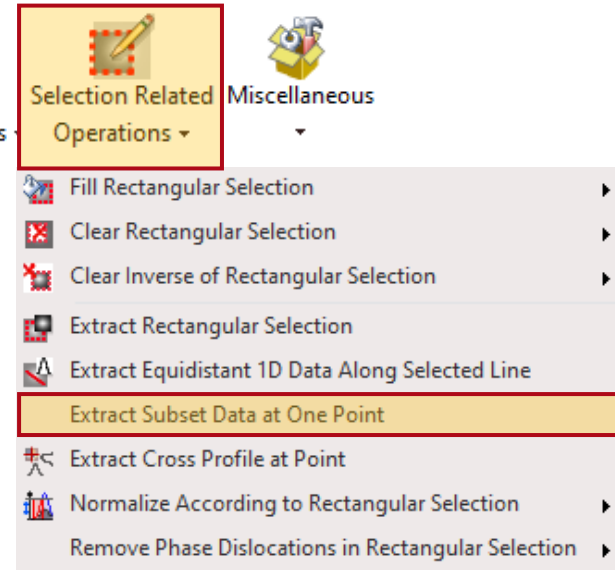 Selection Related Miscellaneous
s Operations
Fill Rectangular Selection
Clear Rectangular Selection
Clear Inverse of Rectangular Selection
Extract Rectangular Selection
Extract Equidistant 1D Data Along Selected Line
Extract Subset Data at One Point
Extract Cross Profile at Point
Normalize According to Rectangular Selection
Remove Phase Dislocations in Rectangular Selection